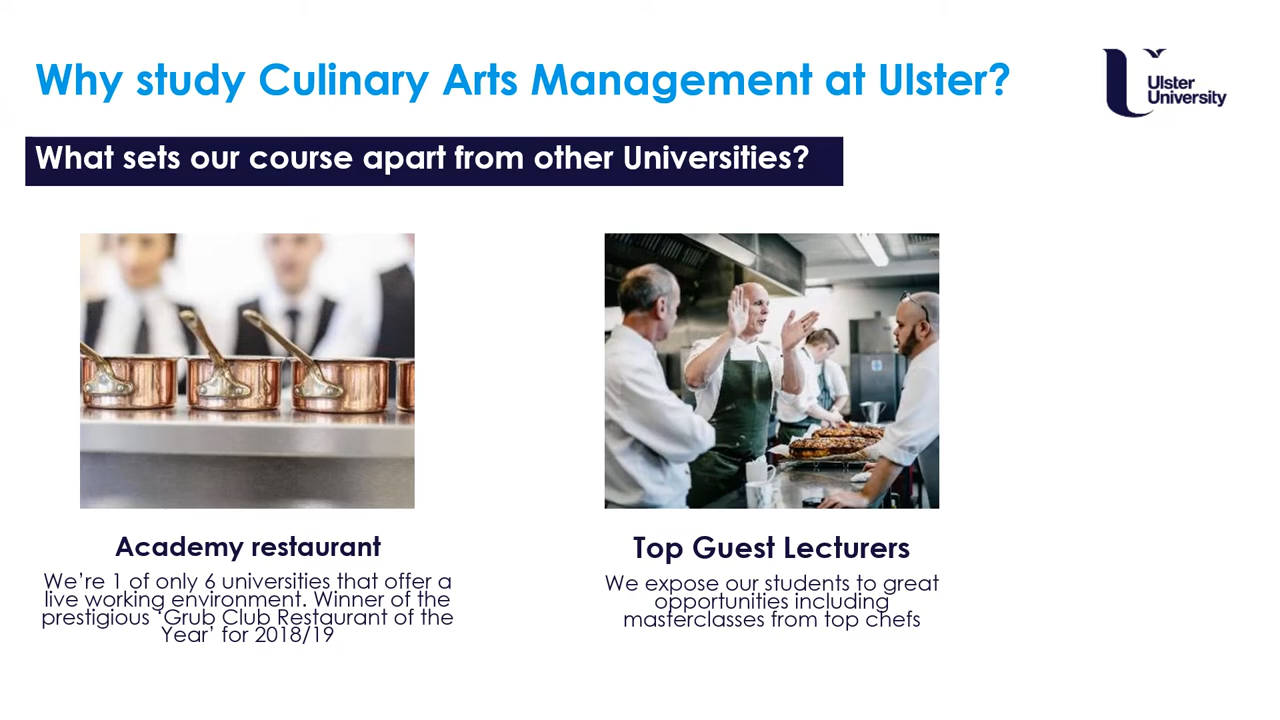 Why study Culinary Arts Management at Ulster?
Ulster
University
What sets our course apart from other Universities?
Academy restaurant
We’re 1 of only 6 universities that offer a
live working environment. Winner of the
prestigious ‘Grub Club Restaurant of the
Year’ for 2018/19
Top Guest Lecturers
We expose our students to great
opportunities including
masterclasses from top chefs